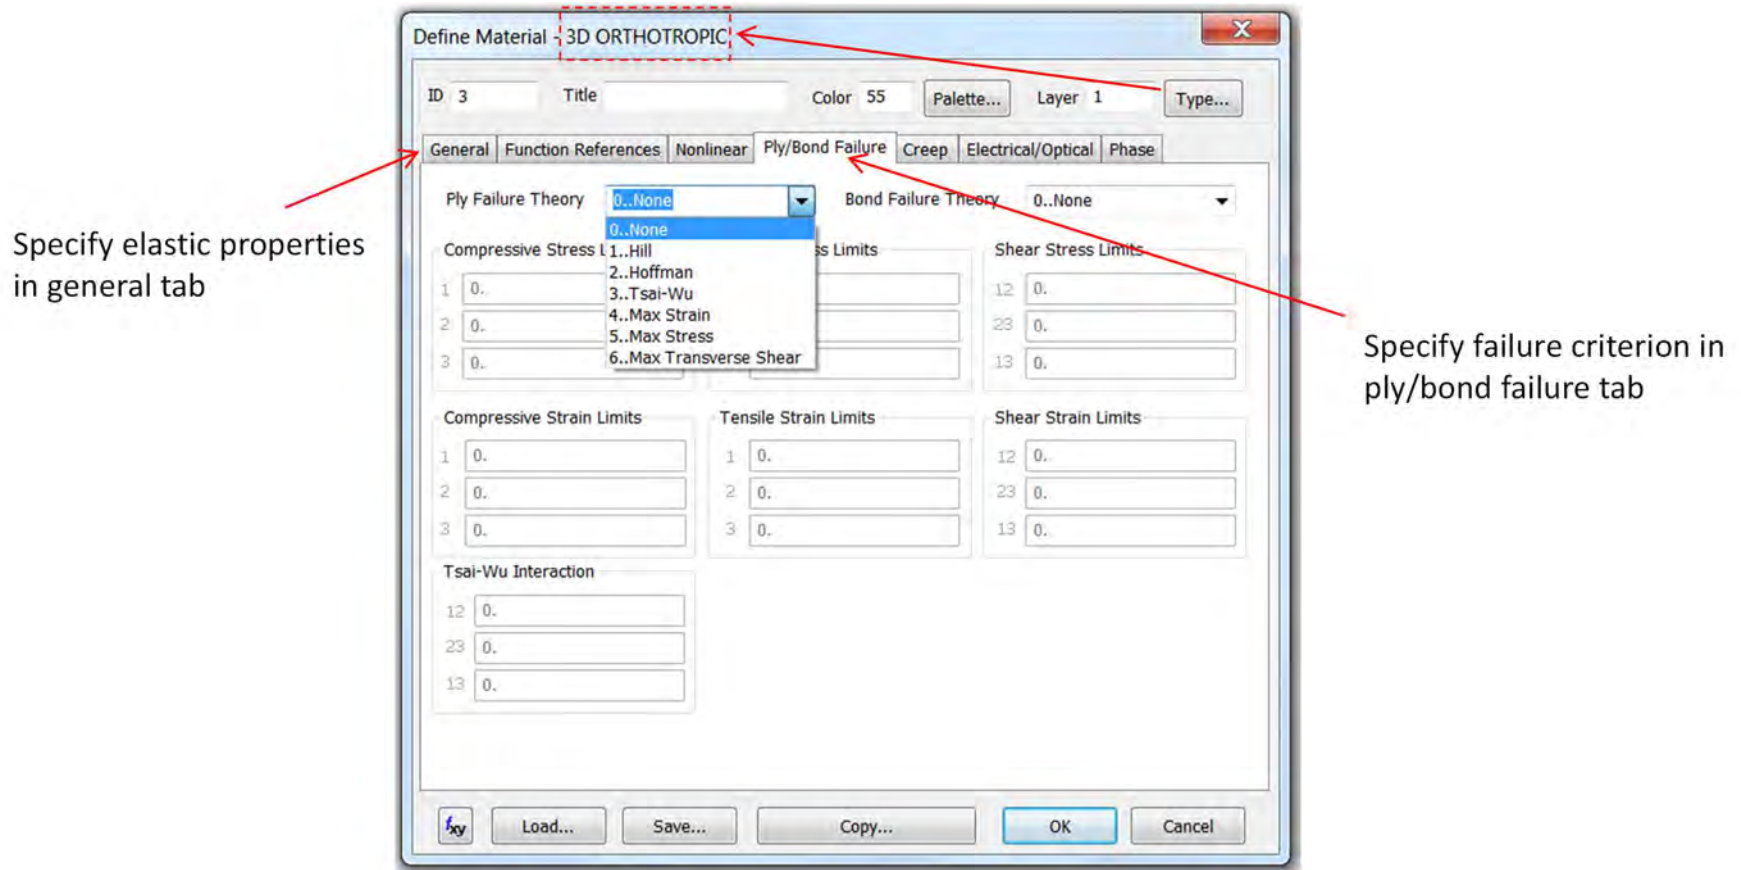 Define Material - 3D ORTHOTROPIC
X
ID 3 Title Color 55 Palette... Layer 1 Type...
General Function References Nonlinear Ply/Bond Failure Creep Electrical/Optical Phase
Ply Failure Theory 0..None Bond Failure Theory 0..None
0..None
1..Hill
2..Hoffman
3..Tsai-Wu
4..Max Strain
5..Max Stress
6..Max Transverse Shear
Specify elastic properties
in general tab
Compressive Stress
1 0.
2 0.
3 0.
Limits
Shear Stress Limits
12 0.
23 0.
13 0.
Specify failure criterion in
ply/bond failure tab
Compressive Strain Limits
1 0.
2 0.
3 0.
Tensile Strain Limits
1 0.
2 0.
3 0.
Shear Strain Limits
12 0.
23 0.
13 0.
Tsai-Wu Interaction
12 0.
23 0.
13 0.
fxy Load... Save... Copy... OK Cancel